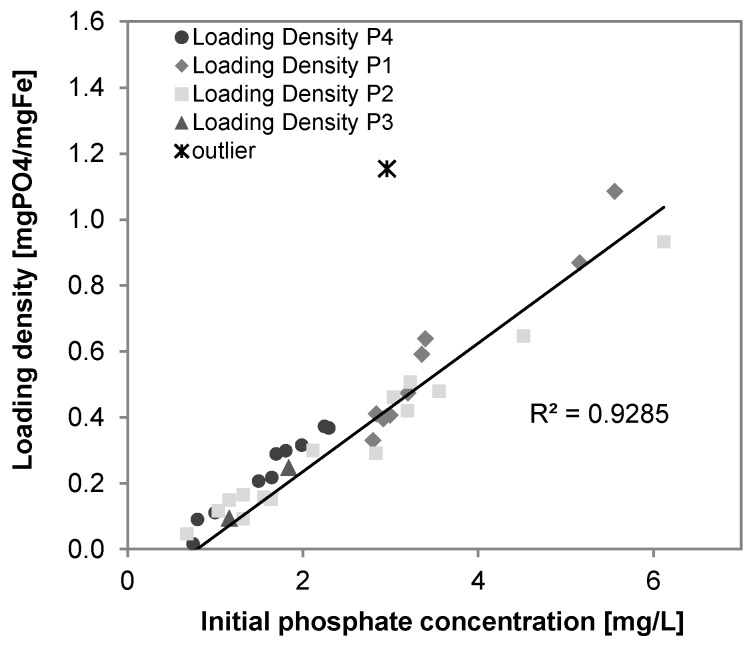 1.6
1.4
1.2
1.0
0.8
0.6
0.4
0.2
0.0
Loading density [mgPO4/mgFe]
Loading Density P4
Loading Density P1
Loading Density P2
Loading Density P3
outlier
R² = 0.9285
0 2 4 6
Initial phosphate concentration [mg/L]